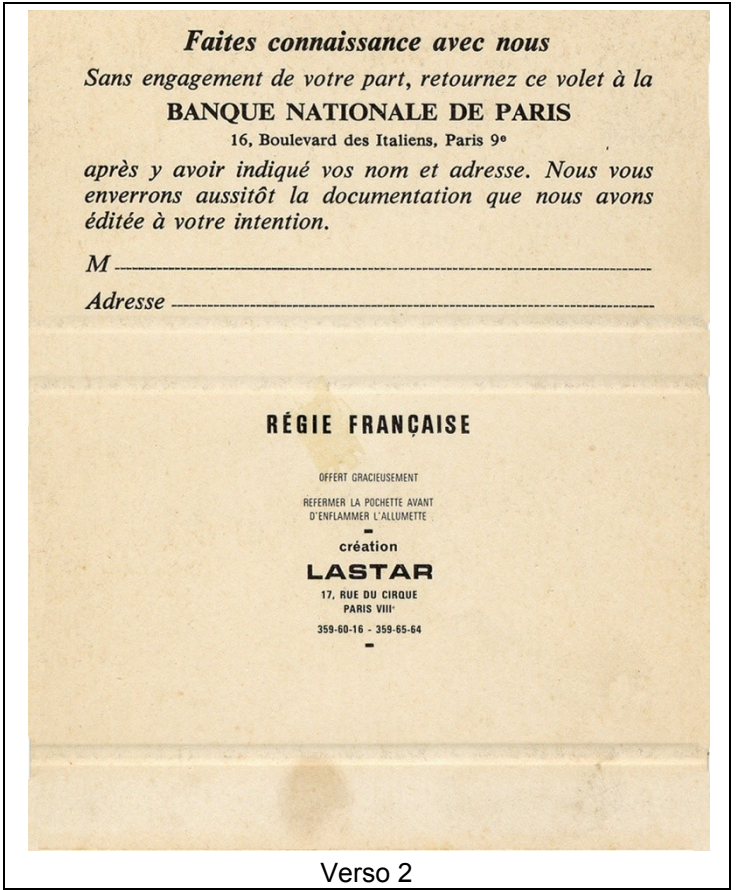 Faites connaissance avec nous
Sans engagement de votre part, retournez ce volet à la
BANQUE NATIONALE DE PARIS
16, Boulevard des Italiens, Paris 9e
après y avoir indiqué vos nom et adresse. Nous vous
enverrons aussitôt la documentation que nous avons
éditée à votre intention.
M
Adresse
RÉGIE FRANÇAISE
OFFERT GRACIEUSEMENT
REFERMER LA POCHETTE AVANT
D'ENFLAMMER L'ALLUMETTE
création
LASTAR
17, RUE DU CIRQUE
PARIS VIIIe
359-60-16 - 359-65-64
Verso 2